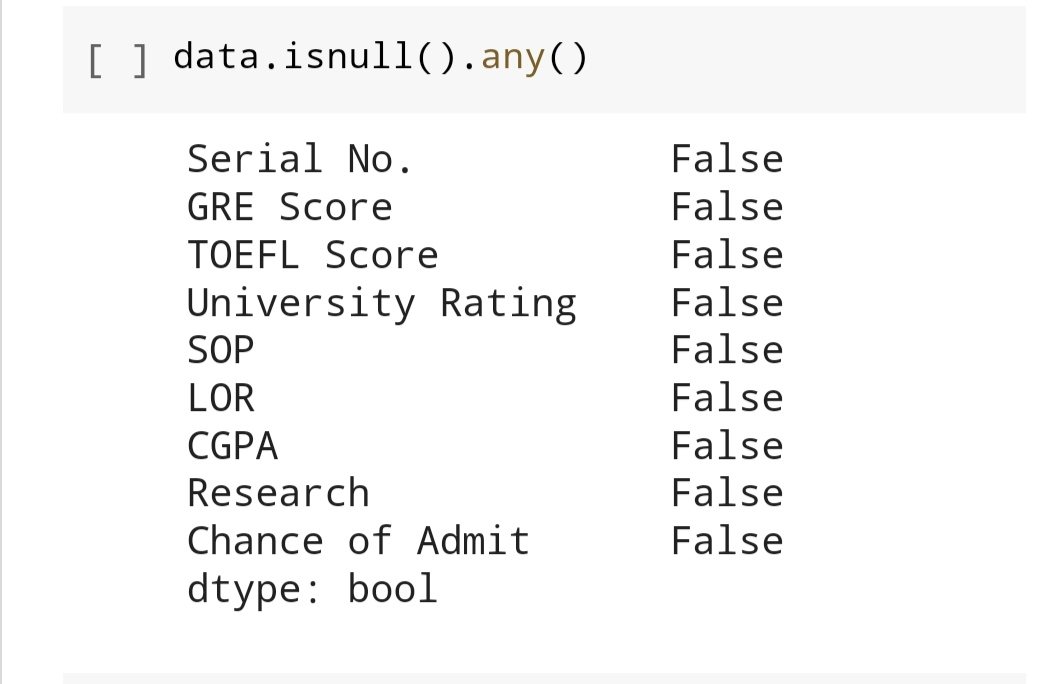 [ ] data.isnull().any()
Serial No. False
GRE Score False
TOEFL Score False
University Rating False
SOP False
LOR False
CGPA False
Research False
Chance of Admit False
dtype: bool